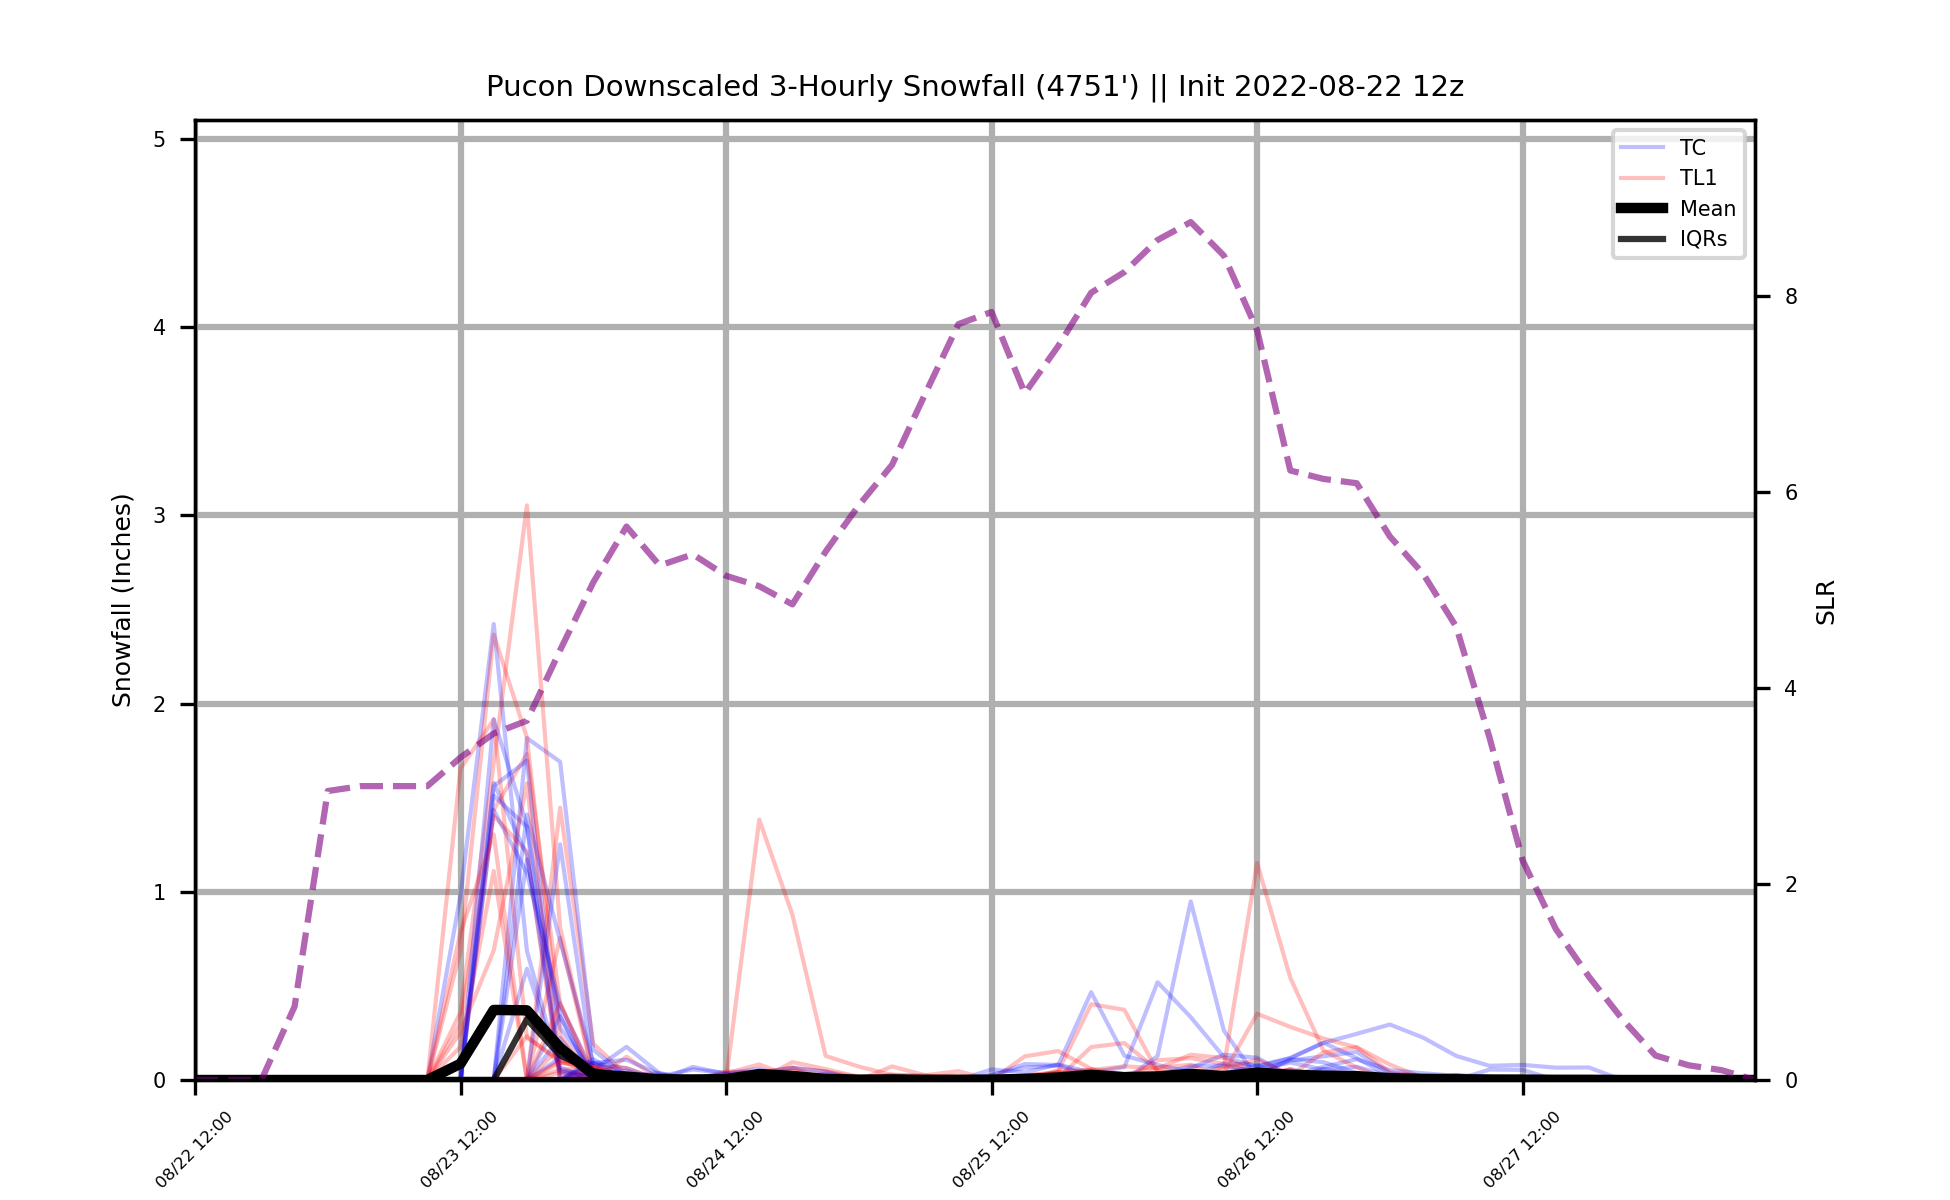 Pucon Downscaled 3-Hourly Snowfall (4751') || Init 2022-08-22 12z
TC
TL1
Mean
IQRs
Snowfall (Inches)
5
4
3
2
1
0
SLR
8
6
4
2
0
08/22 12:00
08/23 12:00
08/24 12:00
08/25 12:00
08/26 12:00
08/27 12:00